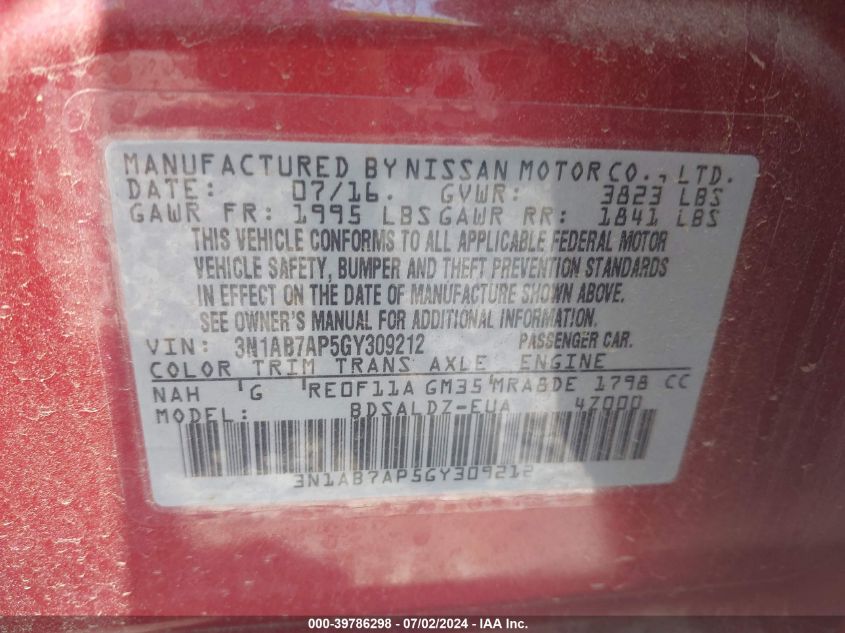 MANUFACTURED BY NISSAN MOTOR CO., LTD.
DATE: 07/16. GVWR: 3823 LBS
GAWR FR: 1995 LBS GAWR RR: 1841 LBS
THIS VEHICLE CONFORMS TO ALL APPLICABLE FEDERAL MOTOR
VEHICLE SAFETY, BUMPER AND THEFT PREVENTION STANDARDS
IN EFFECT ON THE DATE OF MANUFACTURE SHOWN ABOVE.
SEE OWNER'S MANUAL FOR ADDITIONAL INFORMATION.
VIN: 3N1AB7AP5GY309212 PASSENGER CAR.
COLOR TRIM TRANS AXLE ENGINE
NAH G RE0F11A GM35 MRA8DE 1798 CC
MODEL: BDSALDZ-EUA 47000
3N1AB7AP5GY309212
000-39786298 - 07/02/2024 - IAA Inc.